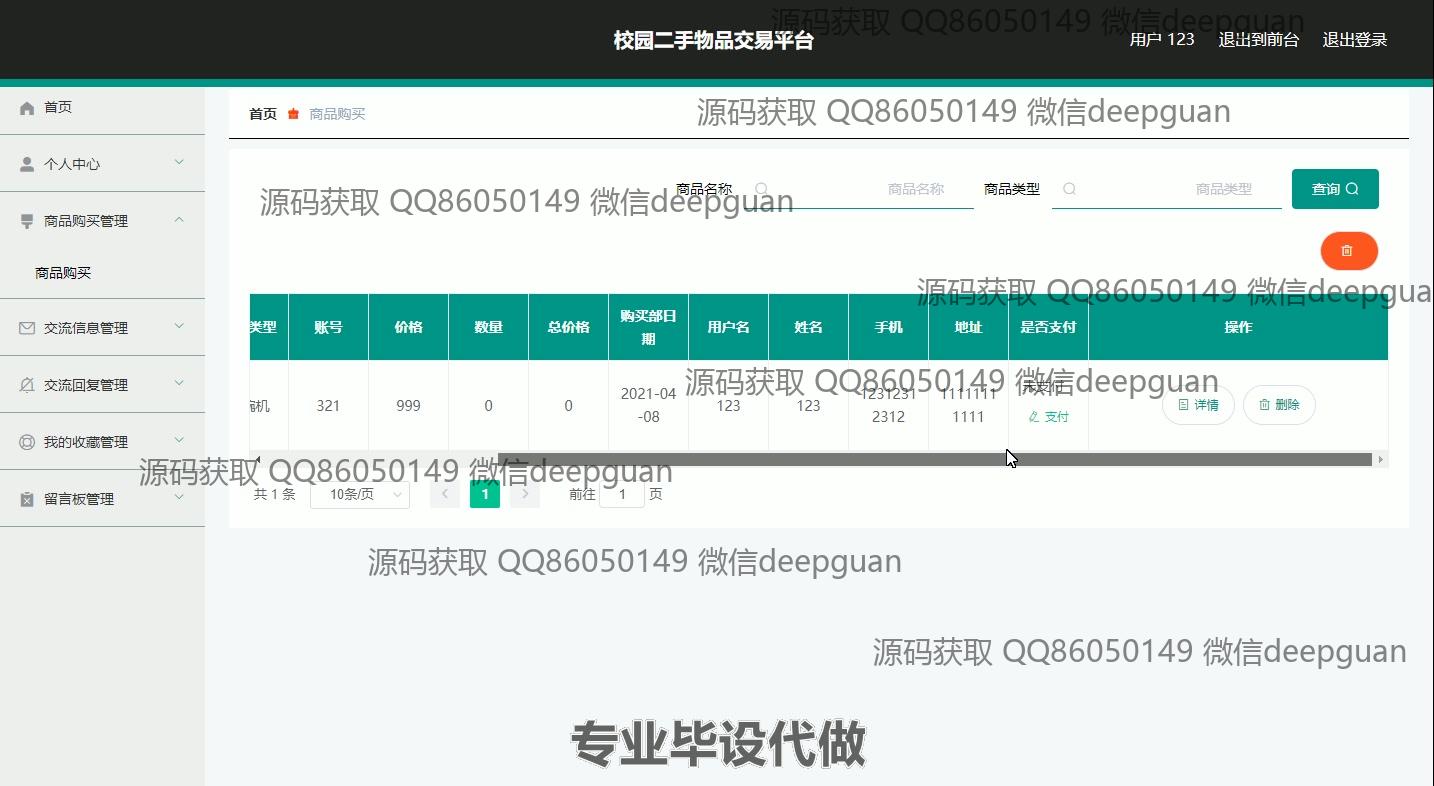 源码获取 QQ86050149 微信deepguan
校园二手物品交易平台
用户 123 退出到前台 退出登录
首页
个人中心
商品购买管理
商品购买
交流信息管理
交流回复管理
我的收藏管理
留言板管理
首页 商品购买
源码获取 QQ86050149 微信deepguan
商品名称 商品名称 商品类型 商品类型 查询
源码获取 QQ86050149 微信deepguan
源码获取 QQ86050149 微信deepgua
类型 账号 价格 数量 总价格 购买部日期 用户名 姓名 手机 地址 是否支付 操作
源码获取 QQ86050149 微信deepguan
321 999 0 0 2021-04-08 123 123 12312312312 11111111111 未支付 支付 详情 删除
源码获取 QQ86050149 微信deepguan
共 1 条 10条/页 1 前往 1 页
源码获取 QQ86050149 微信deepguan
源码获取 QQ86050149 微信deepguan
专业毕设代做